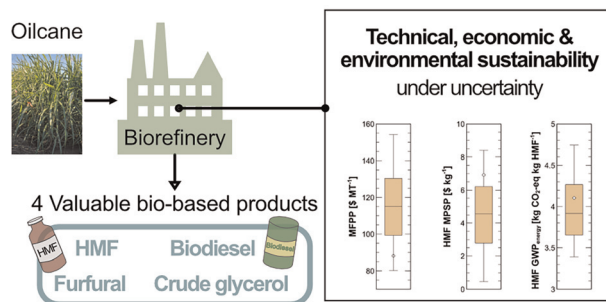 Oilcane
Biorefinery
4 Valuable bio-based products
HMF
HMF
Biodiesel
Biodiesel
Furfural
Crude glycerol
Technical, economic &
environmental sustainability
under uncertainty
MFPP [$ MT⁻¹]
160
140
120
100
80
HMF MPSP [$ kg⁻¹]
10
8
6
4
2
0
HMF GWPenergy [kg CO₂-eq kg HMF⁻¹]
5
4.5
4
3.5
3